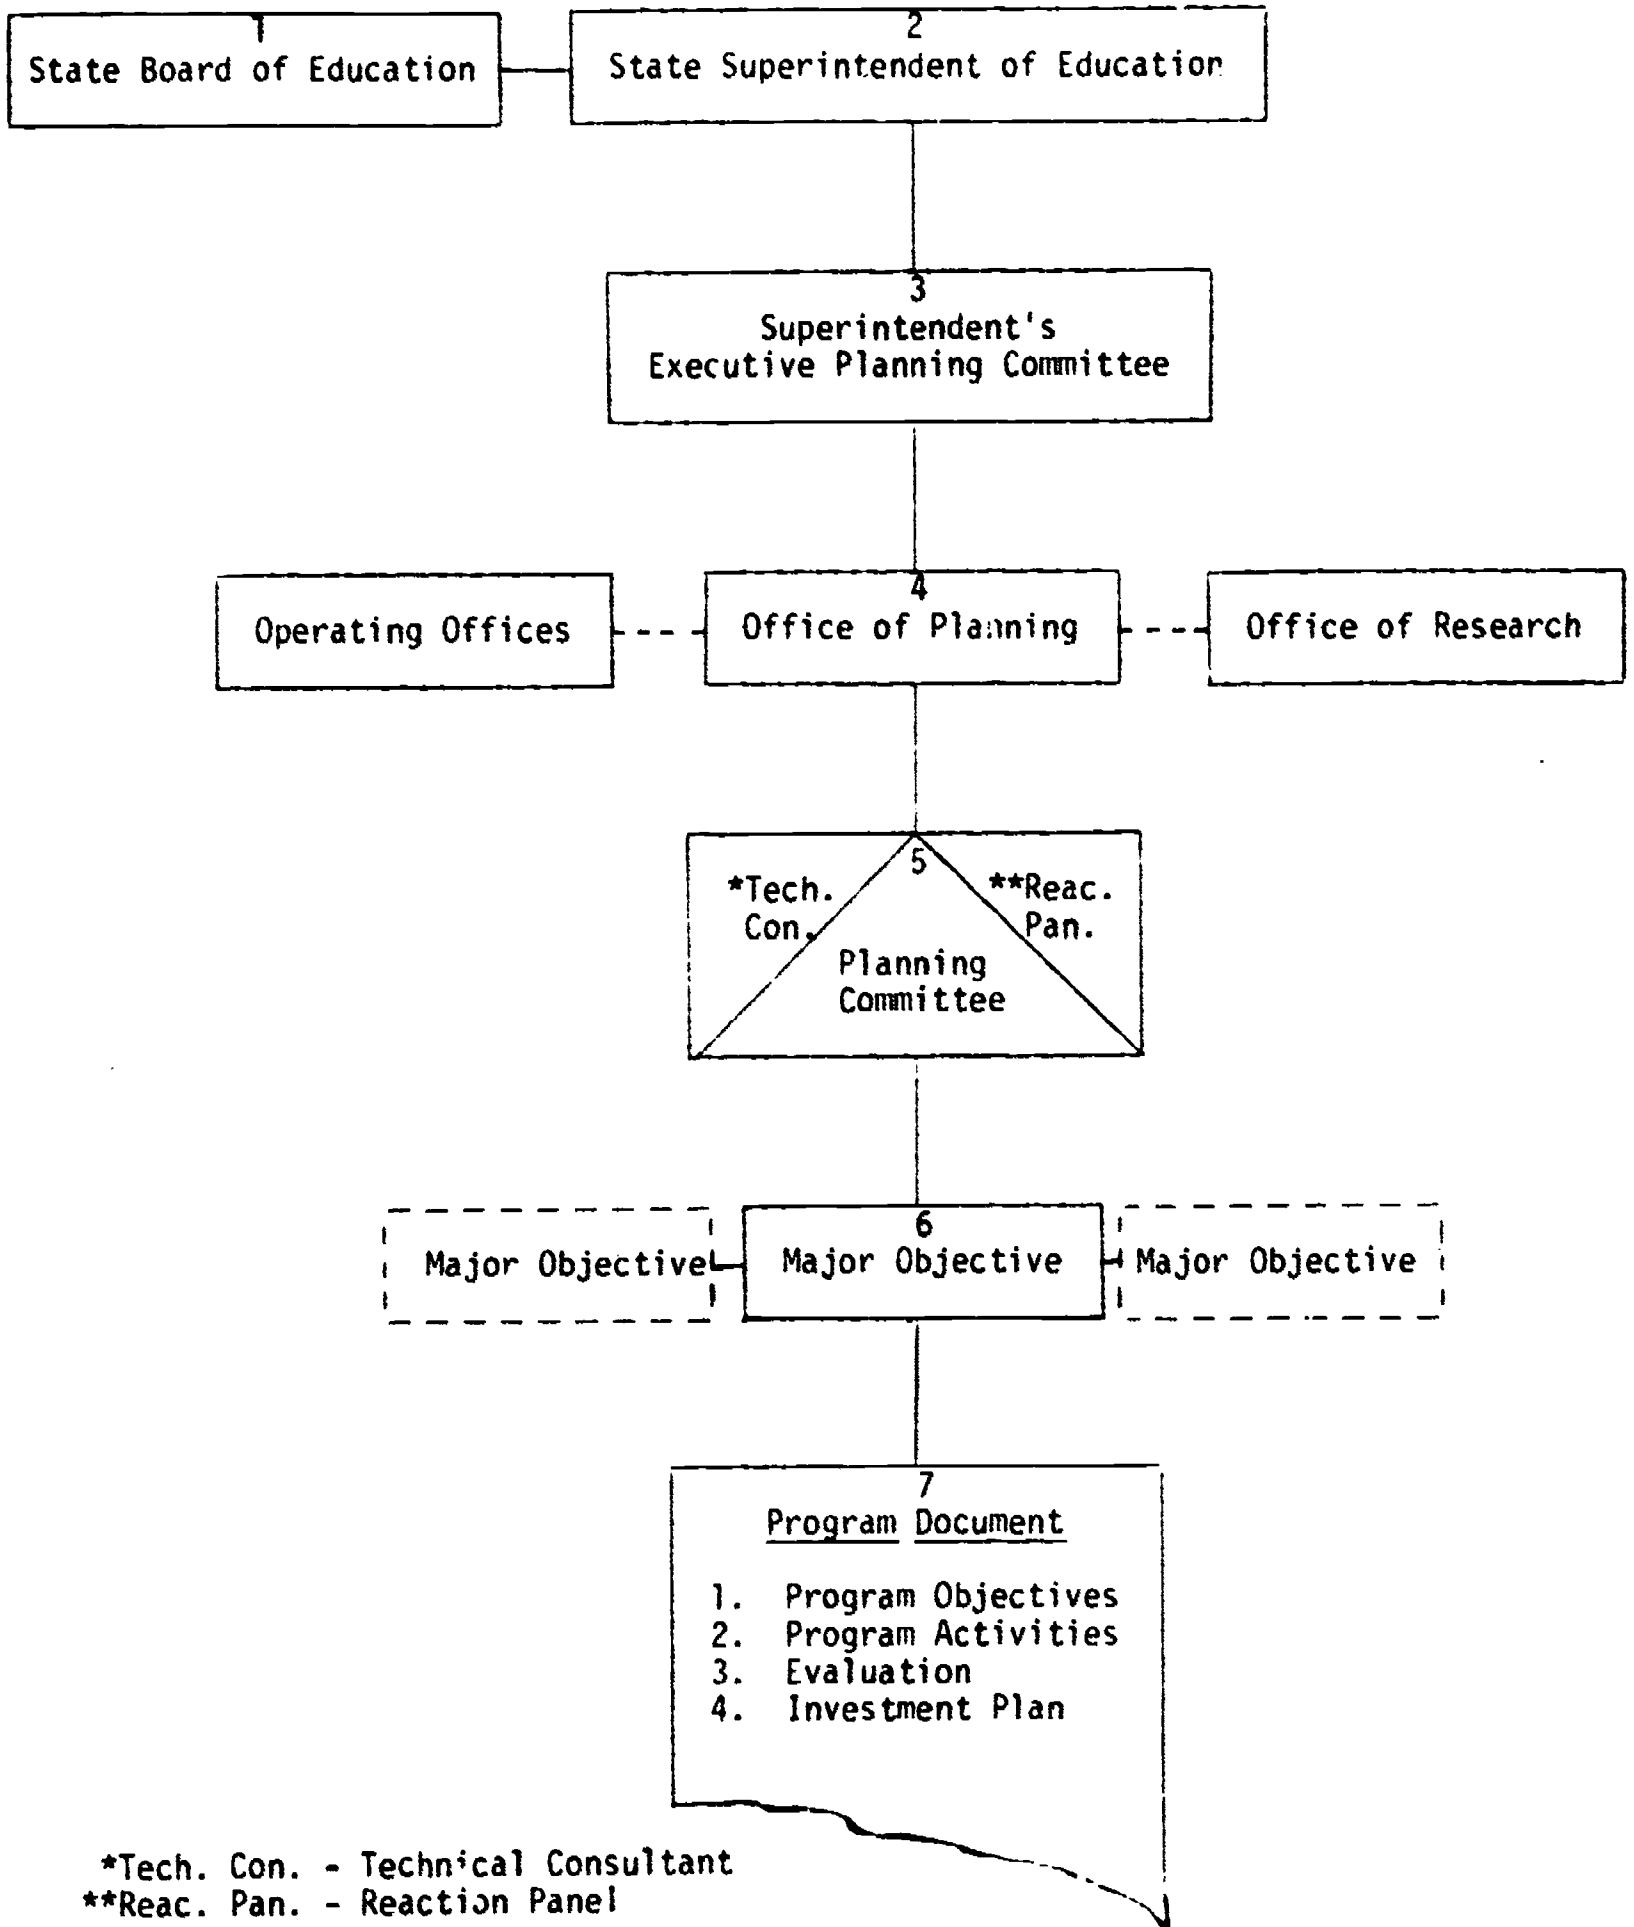 1
State Board of Education
2
State Superintendent of Education
3
Superintendent's
Executive Planning Committee
Operating Offices
4
Office of Planning
Office of Research
5
*Tech.
Con.
**Reac.
Pan.
Planning
Committee
Major Objective
6
Major Objective
Major Objective
7
Program Document
1. Program Objectives
2. Program Activities
3. Evaluation
4. Investment Plan
*Tech. Con. - Technical Consultant
**Reac. Pan. - Reaction Panel